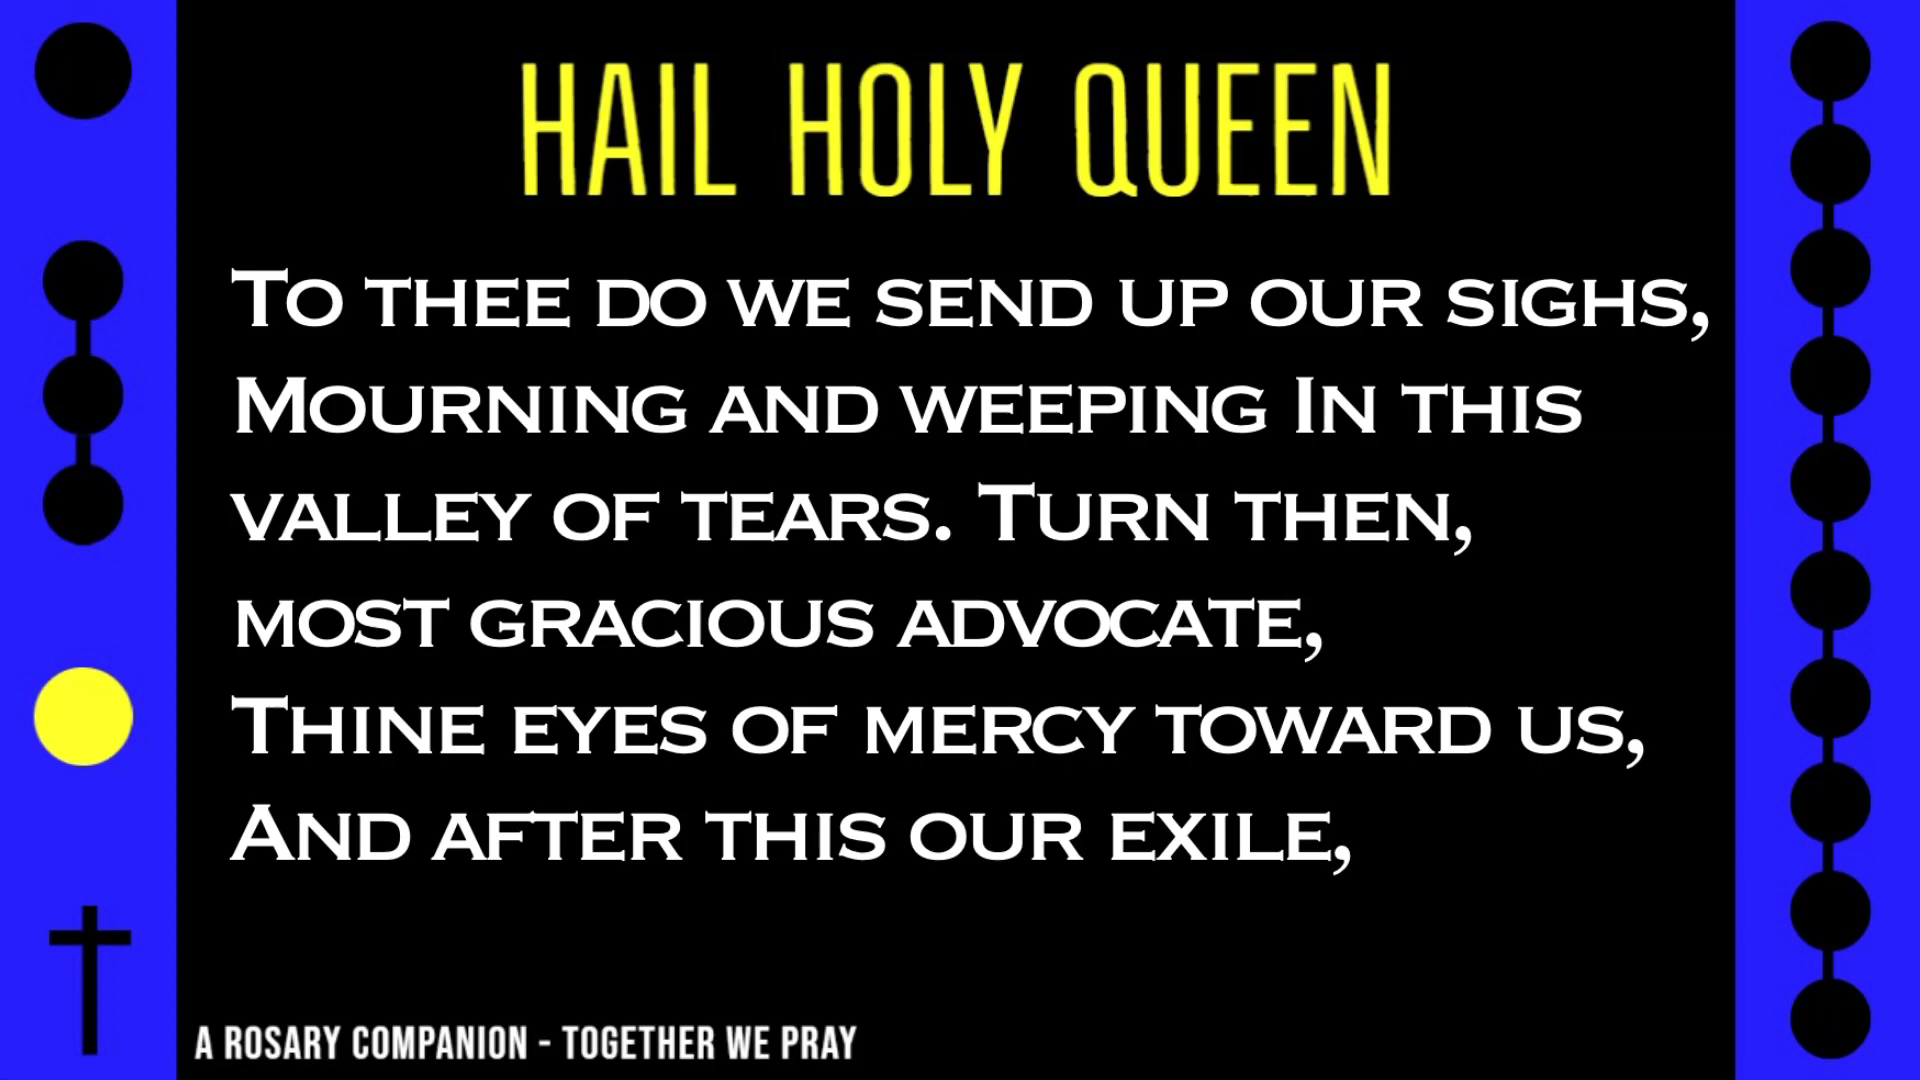 HAIL HOLY QUEEN
To thee do we send up our sighs,
Mourning and weeping In this
valley of tears. Turn then,
most gracious advocate,
Thine eyes of mercy toward us,
And after this our exile,
A ROSARY COMPANION - TOGETHER WE PRAY